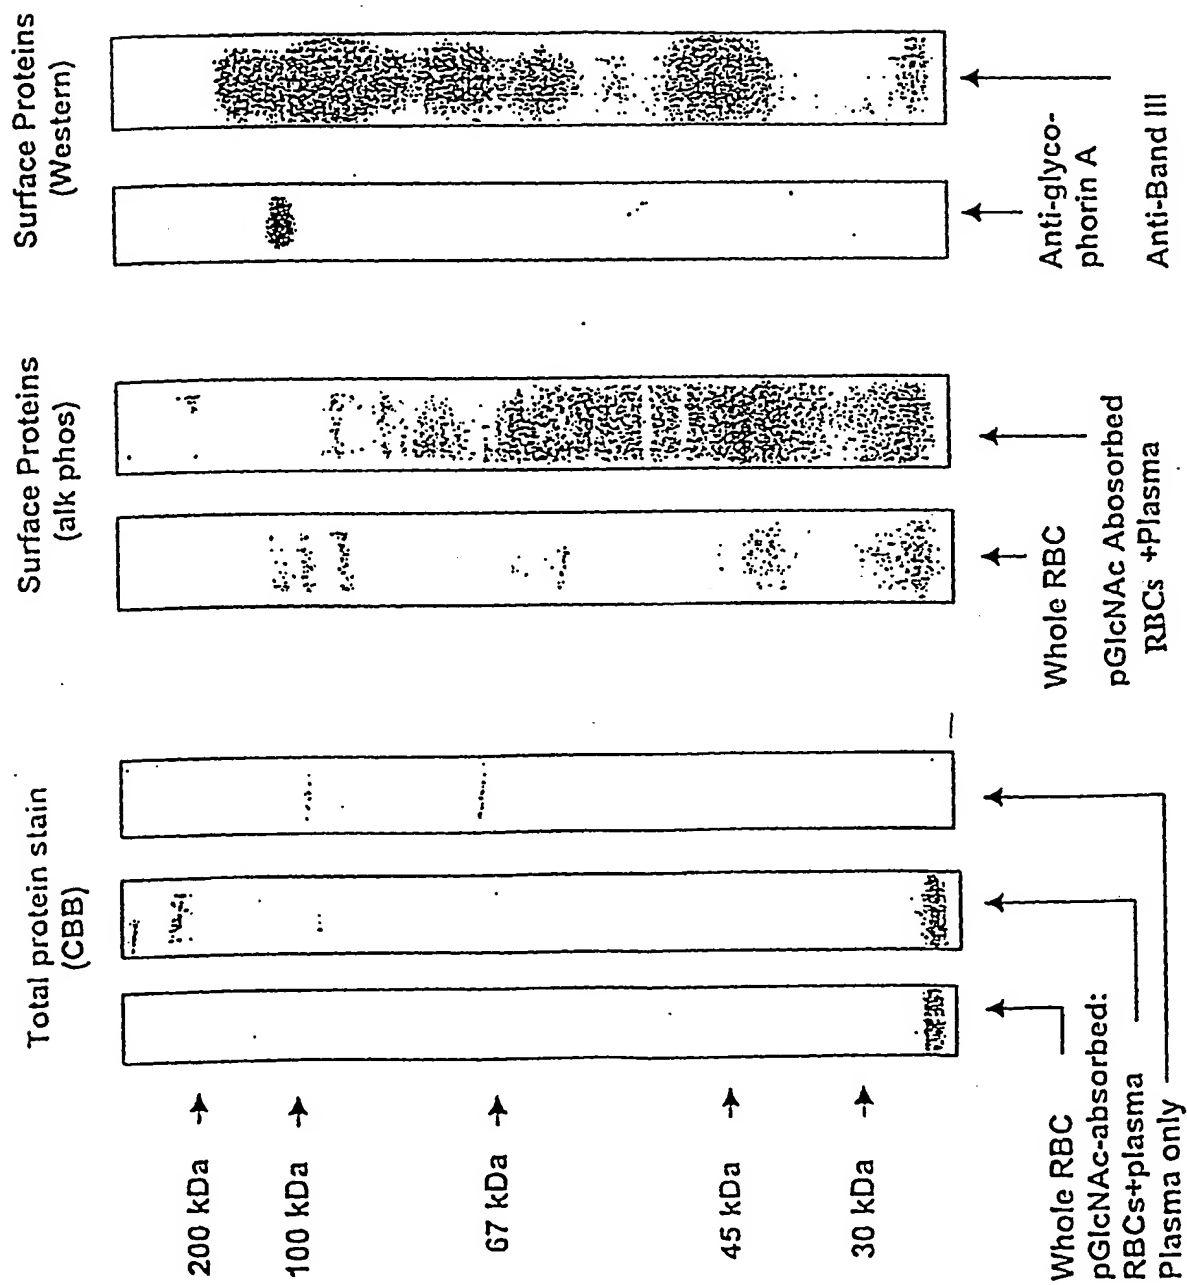 Total protein stain
(CBB)
Surface Proteins
(alk phos)
Surface Proteins
(Western)
200 kDa
100 kDa
67 kDa
45 kDa
30 kDa
Whole RBC
pGlcNAc-absorbed:
RBCs+plasma
Plasma only
Whole RBC
pGlcNAc Abosorbed
RBCs +Plasma
Anti-glyco-
phorin A
Anti-Band III